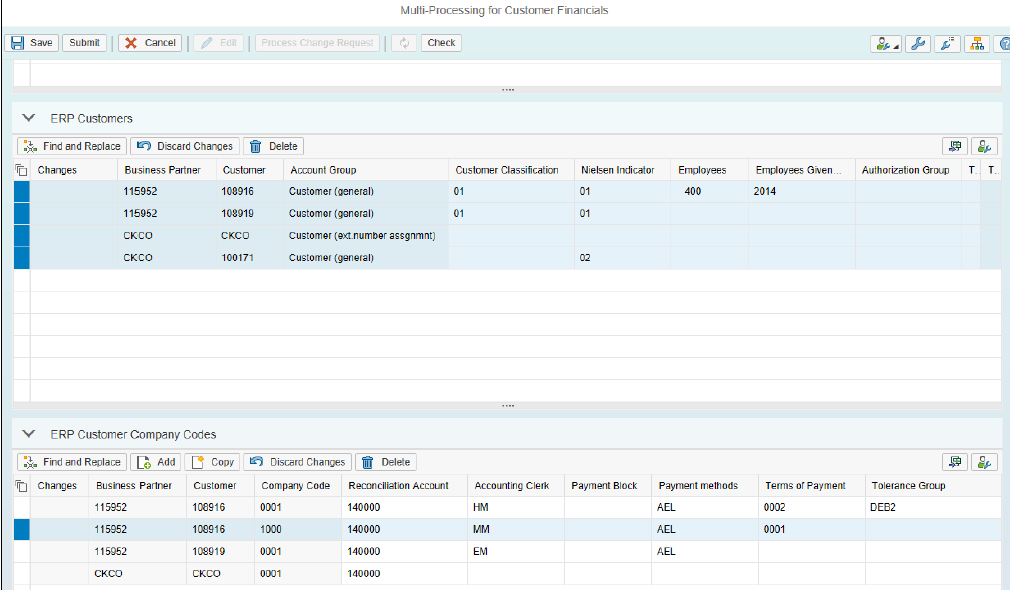 Multi-Processing for Customer Financials
Save Submit Cancel Edit Process Change Request Check
ERP Customers
Find and Replace Discard Changes Delete
Changes Business Partner Customer Account Group Customer Classification Nielsen Indicator Employees Employees Given... Authorization Group T.. T..
115952 108916 Customer (general) 01 01 400 2014
115952 108919 Customer (general) 01 01
CKCO CKCO Customer (ext.number assgnmnt)
CKCO 100171 Customer (general) 02
ERP Customer Company Codes
Find and Replace Add Copy Discard Changes Delete
Changes Business Partner Customer Company Code Reconciliation Account Accounting Clerk Payment Block Payment methods Terms of Payment Tolerance Group
115952 108916 0001 140000 HM AEL 0002 DEB2
115952 108916 1000 140000 MM AEL 0001
115952 108919 0001 140000 EM AEL
CKCO CKCO 0001 140000